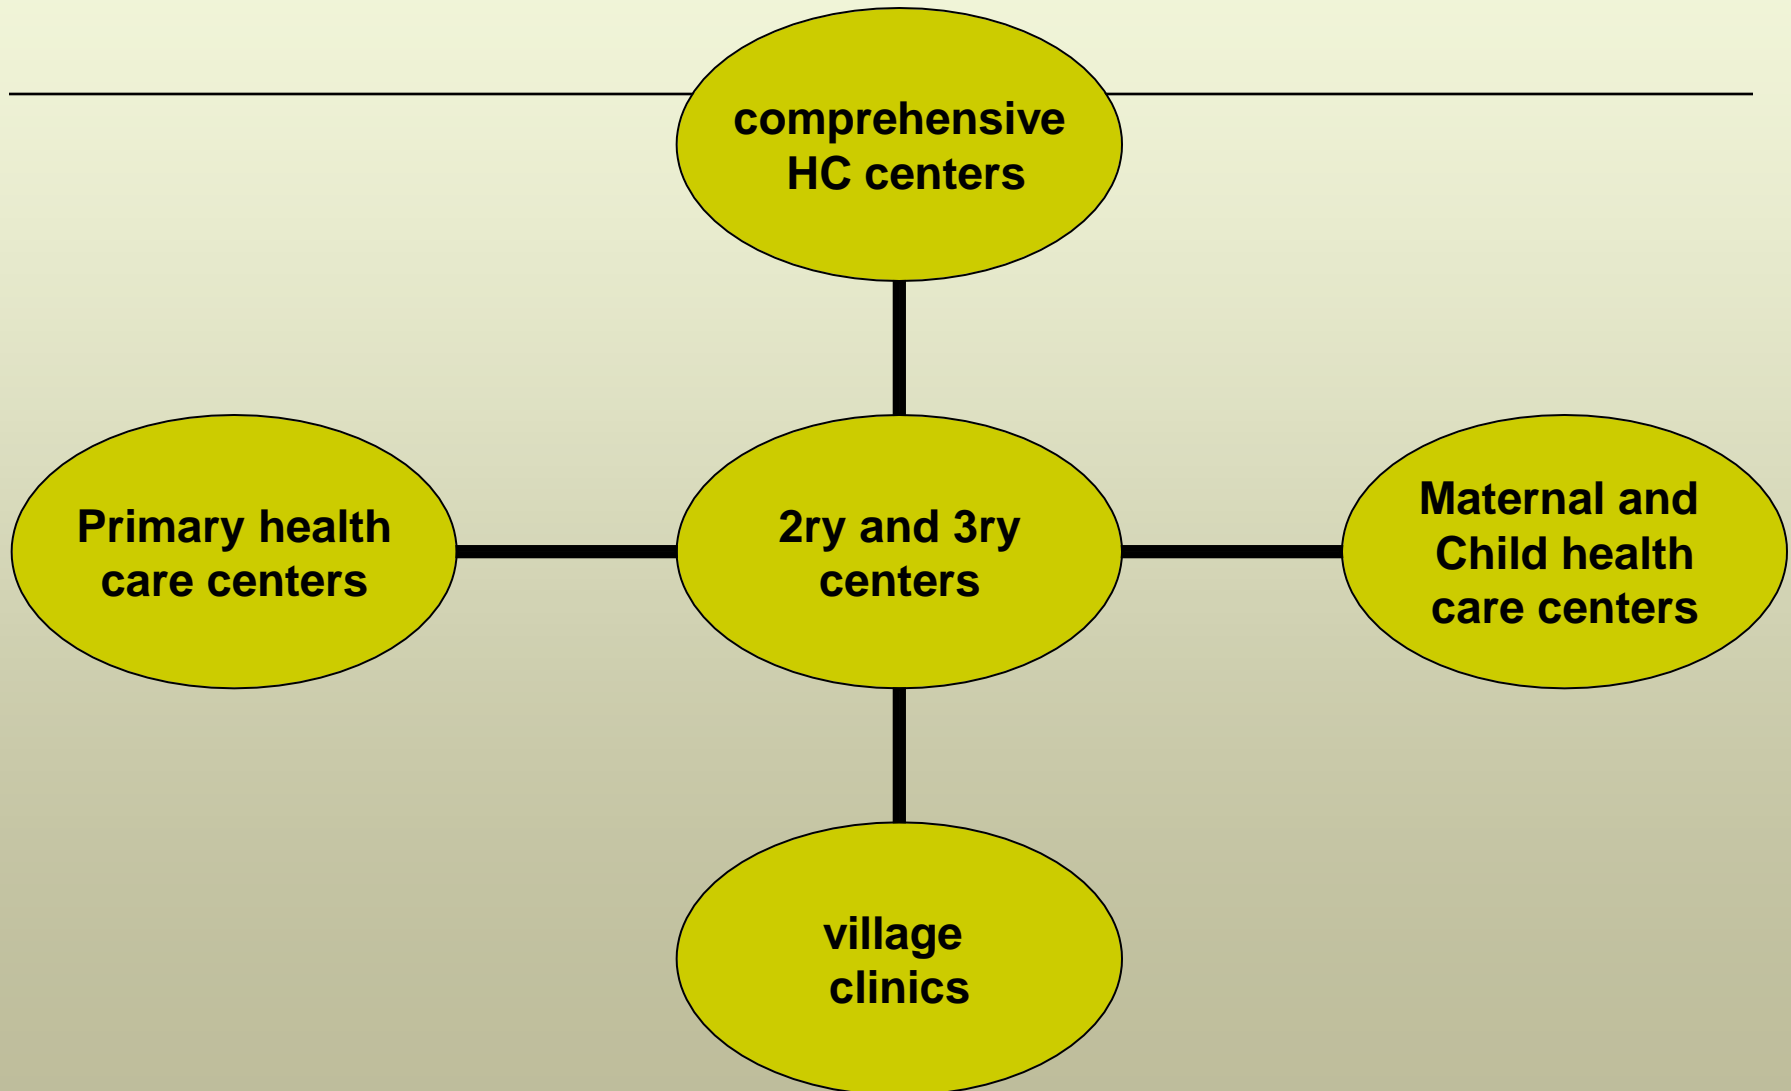 comprehensive
HC centers
Primary health
care centers
2ry and 3ry
centers
Maternal and
Child health
care centers
village
clinics